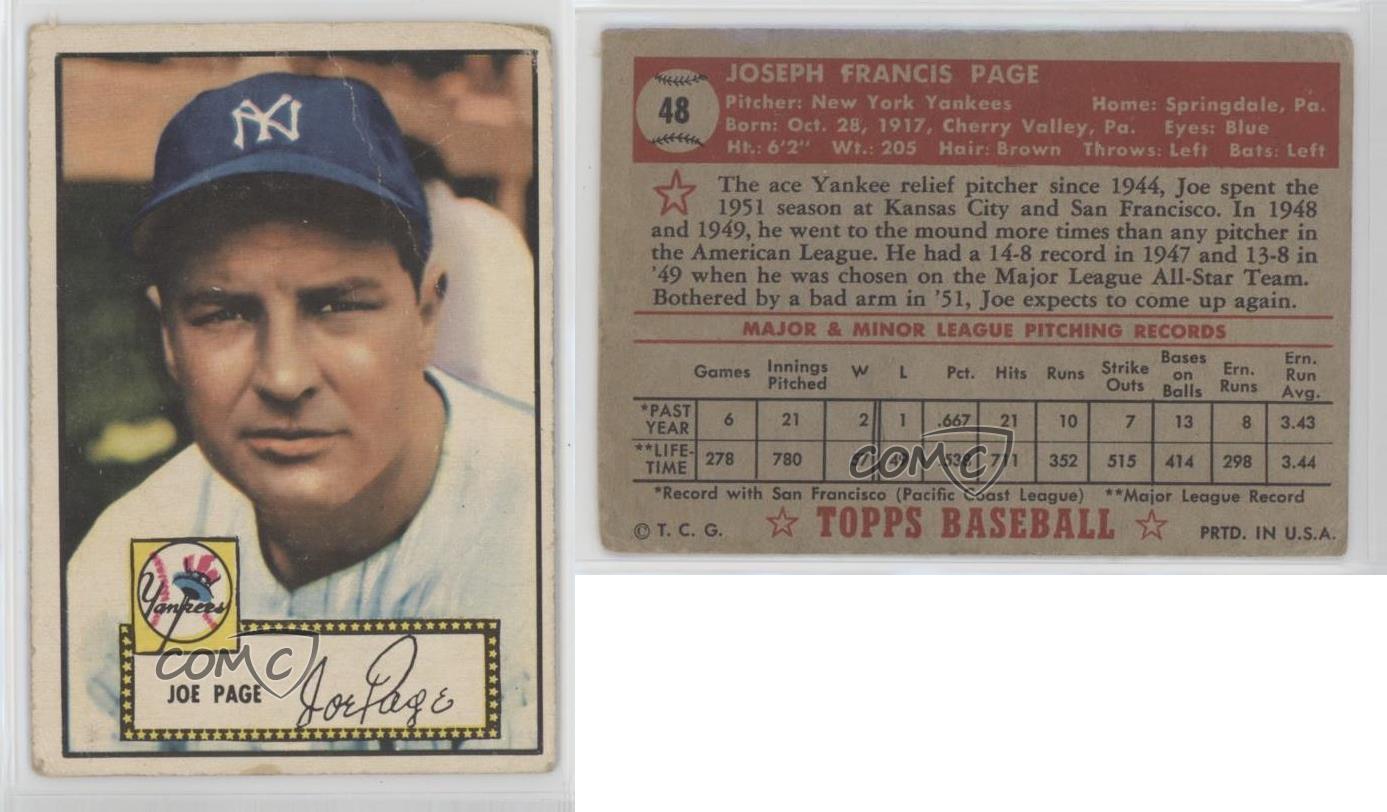 NY
Yankees
COMC
JOE PAGE
Joe Page
48
JOSEPH FRANCIS PAGE
Pitcher: New York Yankees Home: Springdale, Pa.
Born: Oct. 28, 1917, Cherry Valley, Pa. Eyes: Blue
Ht.: 6'2" Wt.: 205 Hair: Brown Throws: Left Bats: Left
The ace Yankee relief pitcher since 1944, Joe spent the
1951 season at Kansas City and San Francisco. In 1948
and 1949, he went to the mound more times than any pitcher in
the American League. He had a 14-8 record in 1947 and 13-8 in
'49 when he was chosen on the Major League All-Star Team.
Bothered by a bad arm in '51, Joe expects to come up again.
MAJOR & MINOR LEAGUE PITCHING RECORDS
Games Innings Pitched W L Pct. Hits Runs Strike Outs Bases on Balls Ern. Runs Ern. Run Avg.
*PAST YEAR 6 21 2 1 .667 21 10 7 13 8 3.43
**LIFE-TIME 278 780 352 515 414 298 3.44
COMC
*Record with San Francisco (Pacific Coast League) **Major League Record
© T. C. G. TOPPS BASEBALL PRTD. IN U.S.A.